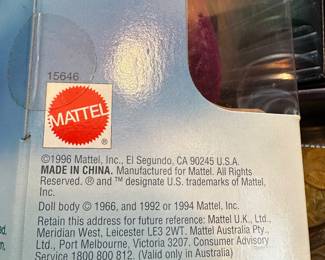 15646
MATTEL
®
©1996 Mattel, Inc., El Segundo, CA 90245 U.S.A.
MADE IN CHINA. Manufactured for Mattel. All Rights
Reserved. ® and ™ designate U.S. trademarks of Mattel,
Inc.
Doll body © 1966, and 1992 or 1994 Mattel, Inc.
Retain this address for future reference: Mattel U.K., Ltd.,
Meridian West, Leicester LE3 2WT. Mattel Australia Pty.,
Ltd., Port Melbourne, Victoria 3207. Consumer Advisory
Service 1800 800 812. (Valid only in Australia)